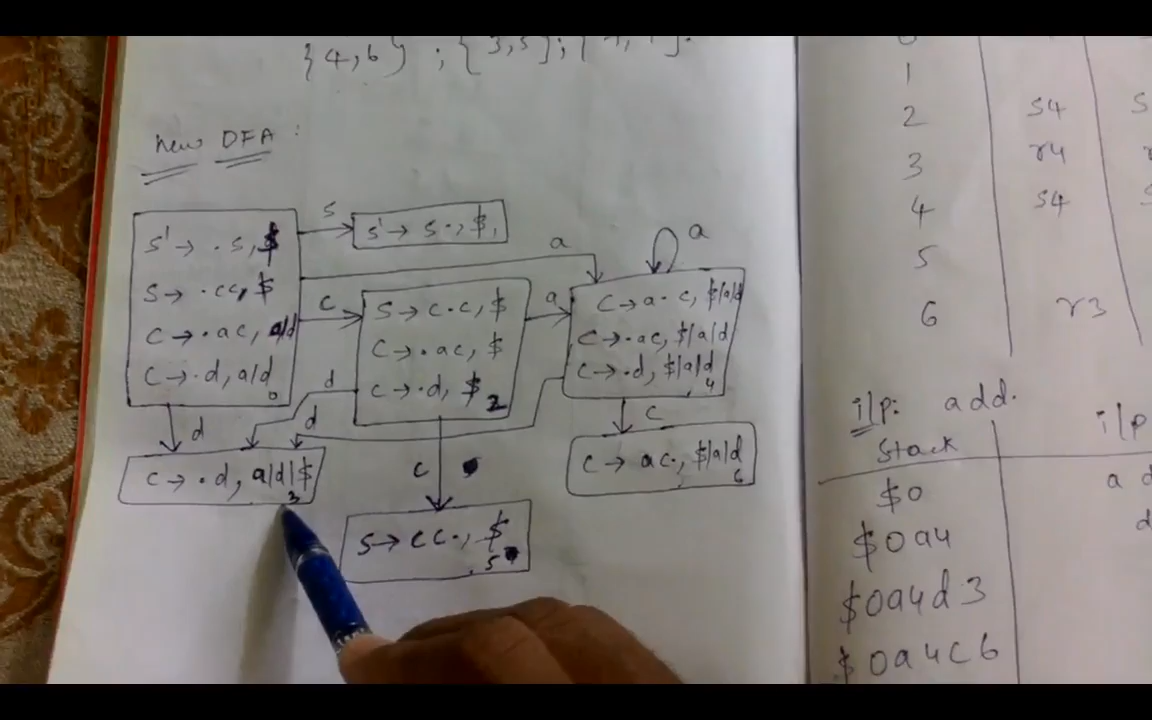 {4,6} ; {3,5};
New DFA :
S' → .S, $
S → .CC, $
C → .aC, a/d
C → .d, a/d
0
S
S' → S., $,
a
C
S → C.C, $
C → .aC, $
C → .d, $
2
a
a
C → a.C, $|a|d
C → .aC, $|a|d
C → .d, $|a|d
4
d
d
d
C → .d, a|d|$
3
C
S → CC., $
5
C
C → aC., $|a|d
6
1
2 S4 S
3 r4
4 S4
5
6 r3
i/p: add.
Stack i/p
$0 a d
$0a4 d
$0a4d3
$0a4C6